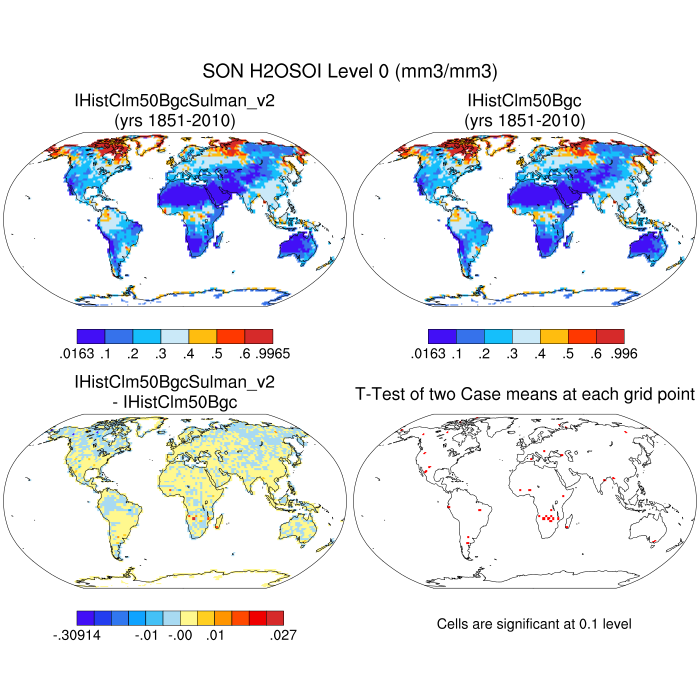 SON H2OSOI Level 0 (mm3/mm3)
IHistClm50BgcSulman_v2
(yrs 1851-2010)
IHistClm50Bgc
(yrs 1851-2010)
.0163 .1 .2 .3 .4 .5 .6 .9965
.0163 .1 .2 .3 .4 .5 .6 .996
IHistClm50BgcSulman_v2
- IHistClm50Bgc
T-Test of two Case means at each grid point
-.30914 -.01 -.00 .01 .027
Cells are significant at 0.1 level